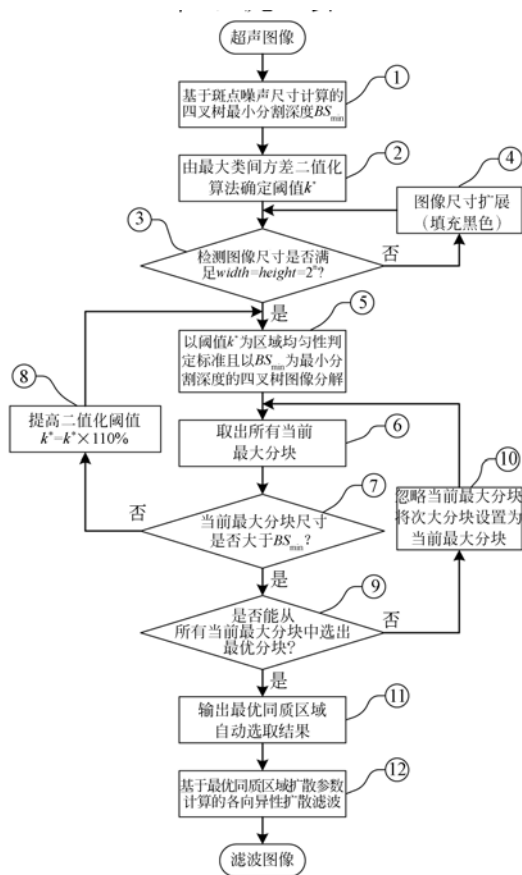 超声图像
①
基于斑点噪声尺寸计算的
四叉树最小分割深度BSmin
②
由最大类间方差二值化
算法确定阈值k*
③
检测图像尺寸是否满
足width=height=2ⁿ?
否
④
图像尺寸扩展
(填充黑色)
是
⑤
以阈值k*为区域均匀性判
定标准且以BSmin为最小分
割深度的四叉树图像分解
⑥
取出所有当前
最大分块
⑦
当前最大分块尺寸
是否大于BSmin?
否
⑧
提高二值化阈值
k*=k*×110%
是
⑨
是否能从
所有当前最大分块中选出
最优分块?
否
⑩
忽略当前最大分块
将次大分块设置为
当前最大分块
是
⑪
输出最优同质区域
自动选取结果
⑫
基于最优同质区域扩散参数
计算的各向异性扩散滤波
滤波图像